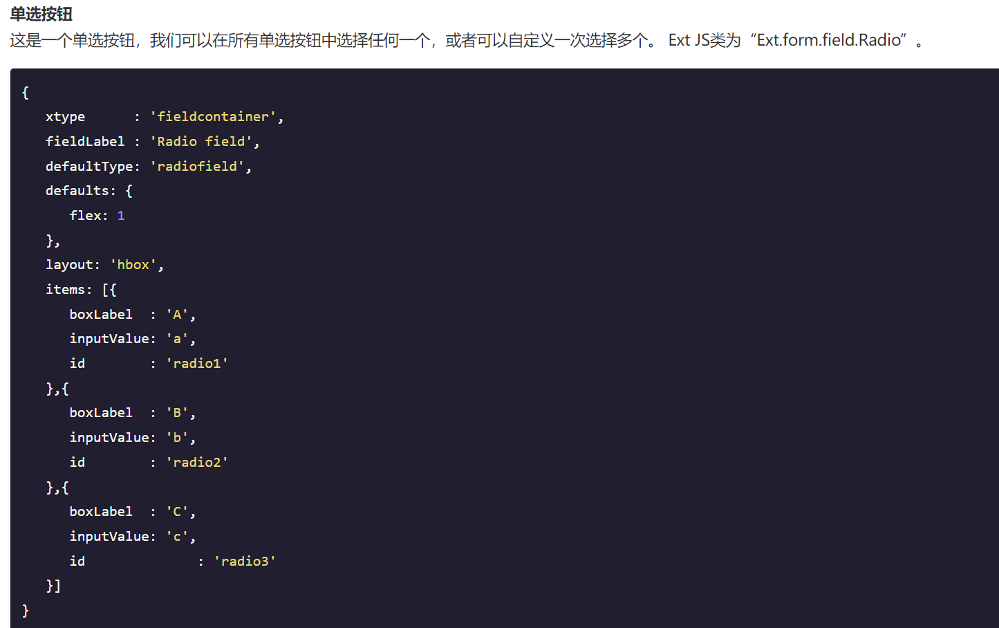 单选按钮
这是一个单选按钮，我们可以在所有单选按钮中选择任何一个，或者可以自定义一次选择多个。 Ext JS类为“Ext.form.field.Radio”。
{
   xtype      : 'fieldcontainer',
   fieldLabel : 'Radio field',
   defaultType: 'radiofield',
   defaults: {
      flex: 1
   },
   layout: 'hbox',
   items: [{
      boxLabel  : 'A',
      inputValue: 'a',
      id        : 'radio1'
   },{
      boxLabel  : 'B',
      inputValue: 'b',
      id        : 'radio2'
   },{
      boxLabel  : 'C',
      inputValue: 'c',
      id              : 'radio3'
   }]
}